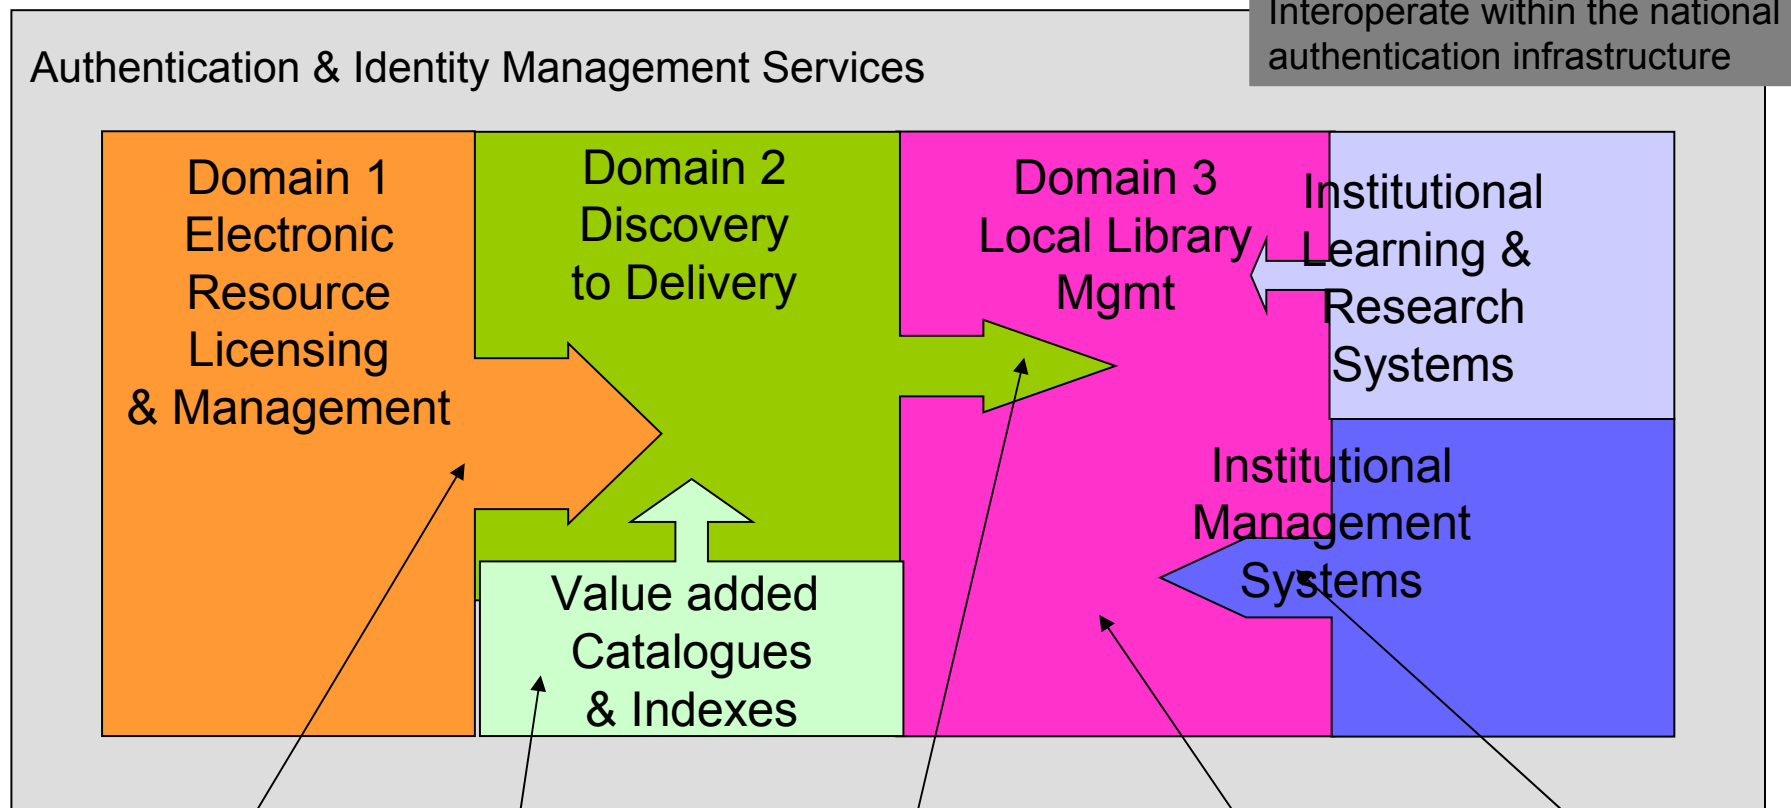 Interoperate within the national
authentication infrastructure
Authentication & Identity Management Services
Domain 1
Electronic
Resource
Licensing
& Management
Domain 2
Discovery
to Delivery
Domain 3
Local Library
Mgmt
Institutional
Learning &
Research
Systems
Institutional
Management
Systems
Value added
Catalogues
& Indexes